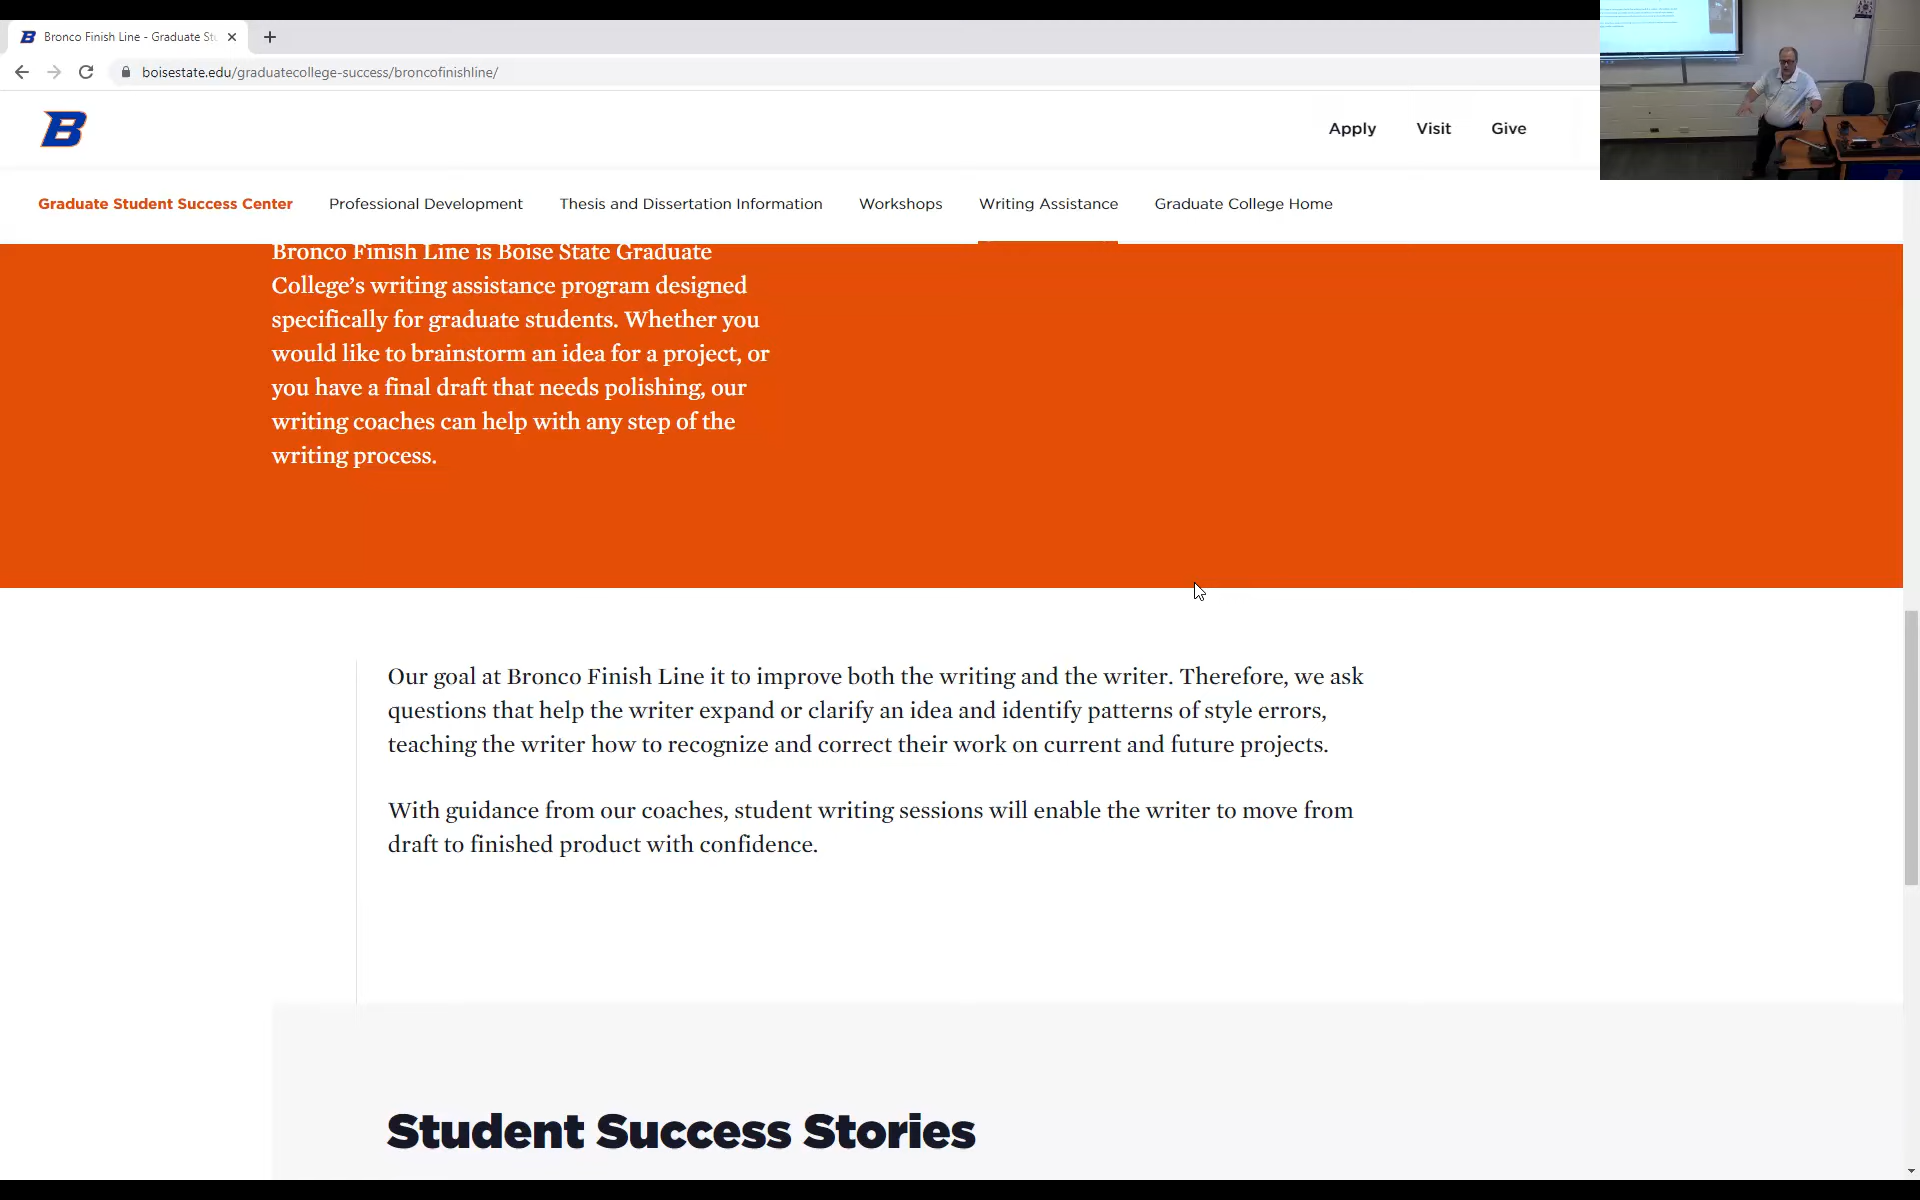 Bronco Finish Line - Graduate St
boisestate.edu/graduatecollege-success/broncofinishline/
B
Apply Visit Give
Graduate Student Success Center Professional Development Thesis and Dissertation Information Workshops Writing Assistance Graduate College Home
Bronco Finish Line is Boise State Graduate
College’s writing assistance program designed
specifically for graduate students. Whether you
would like to brainstorm an idea for a project, or
you have a final draft that needs polishing, our
writing coaches can help with any step of the
writing process.
Our goal at Bronco Finish Line it to improve both the writing and the writer. Therefore, we ask
questions that help the writer expand or clarify an idea and identify patterns of style errors,
teaching the writer how to recognize and correct their work on current and future projects.
With guidance from our coaches, student writing sessions will enable the writer to move from
draft to finished product with confidence.
Student Success Stories